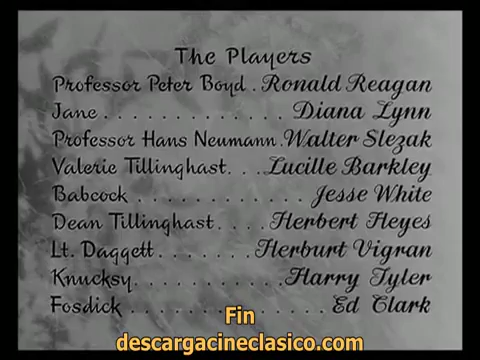 The Players
Professor Peter Boyd . Ronald Reagan
Jane . . . . . . . . . . . . Diana Lynn
Professor Hans Neumann . Walter Slezak
Valerie Tillinghast. . . Lucille Barkley
Babcock . . . . . . . . . . . . Jesse White
Dean Tillinghast . . . . Herbert Heyes
Lt. Daggett. . . . . . . Herburt Vigran
Knucksy. . . . . . . . . . . Harry Tyler
Fosdick . . . . . . . . . . . . . Ed Clark
Fin
descargacineclasico.com